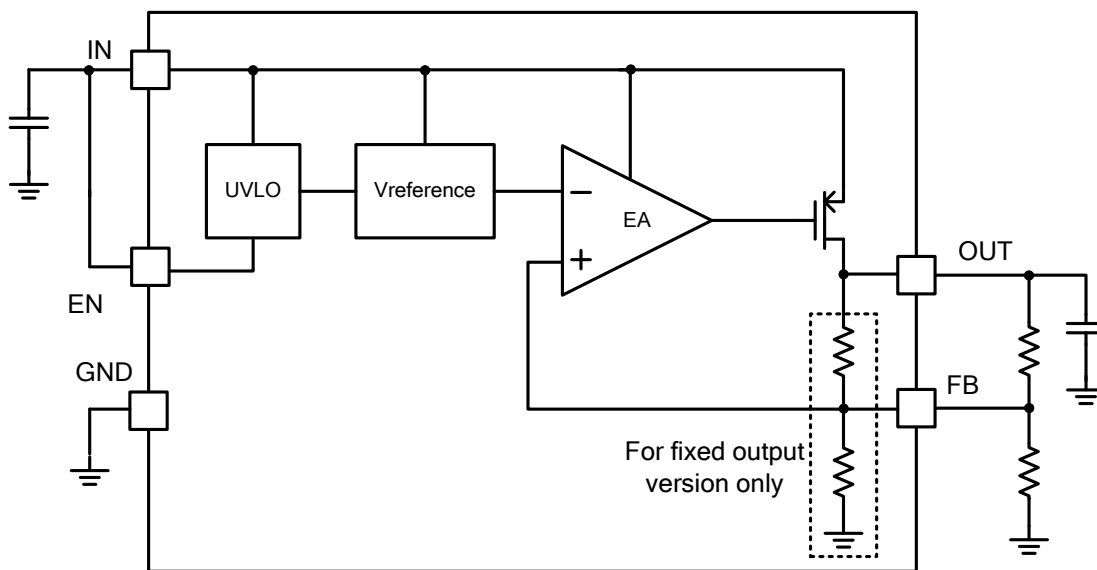 IN
UVLO
Vreference
−
EA
+
OUT
EN
GND
FB
For fixed output
version only